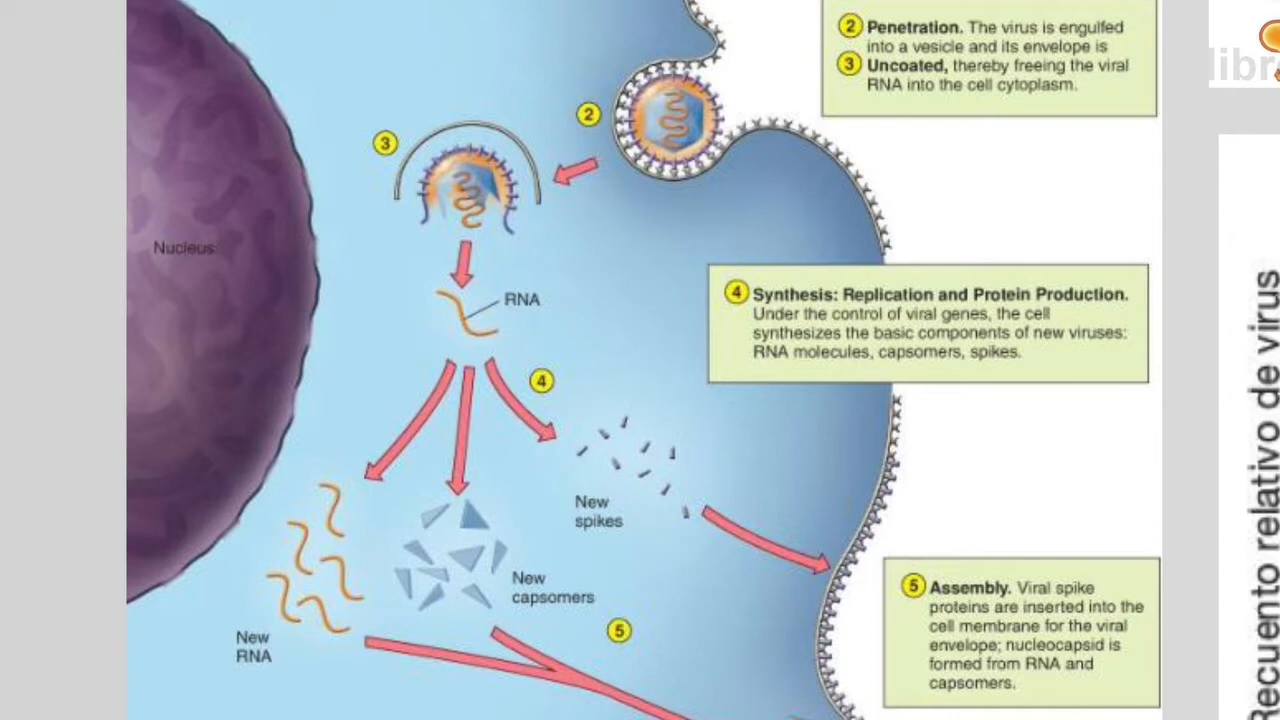 2 Penetration. The virus is engulfed
into a vesicle and its envelope is
3 Uncoated, thereby freeing the viral
RNA into the cell cytoplasm.
libr
2
3
Nucleus
RNA
4 Synthesis: Replication and Protein Production.
Under the control of viral genes, the cell
synthesizes the basic components of new viruses:
RNA molecules, capsomers, spikes.
4
New
spikes
New
capsomers
5
New
RNA
5 Assembly. Viral spike
proteins are inserted into the
cell membrane for the viral
envelope; nucleocapsid is
formed from RNA and
capsomers.
Recuento relativo de virus